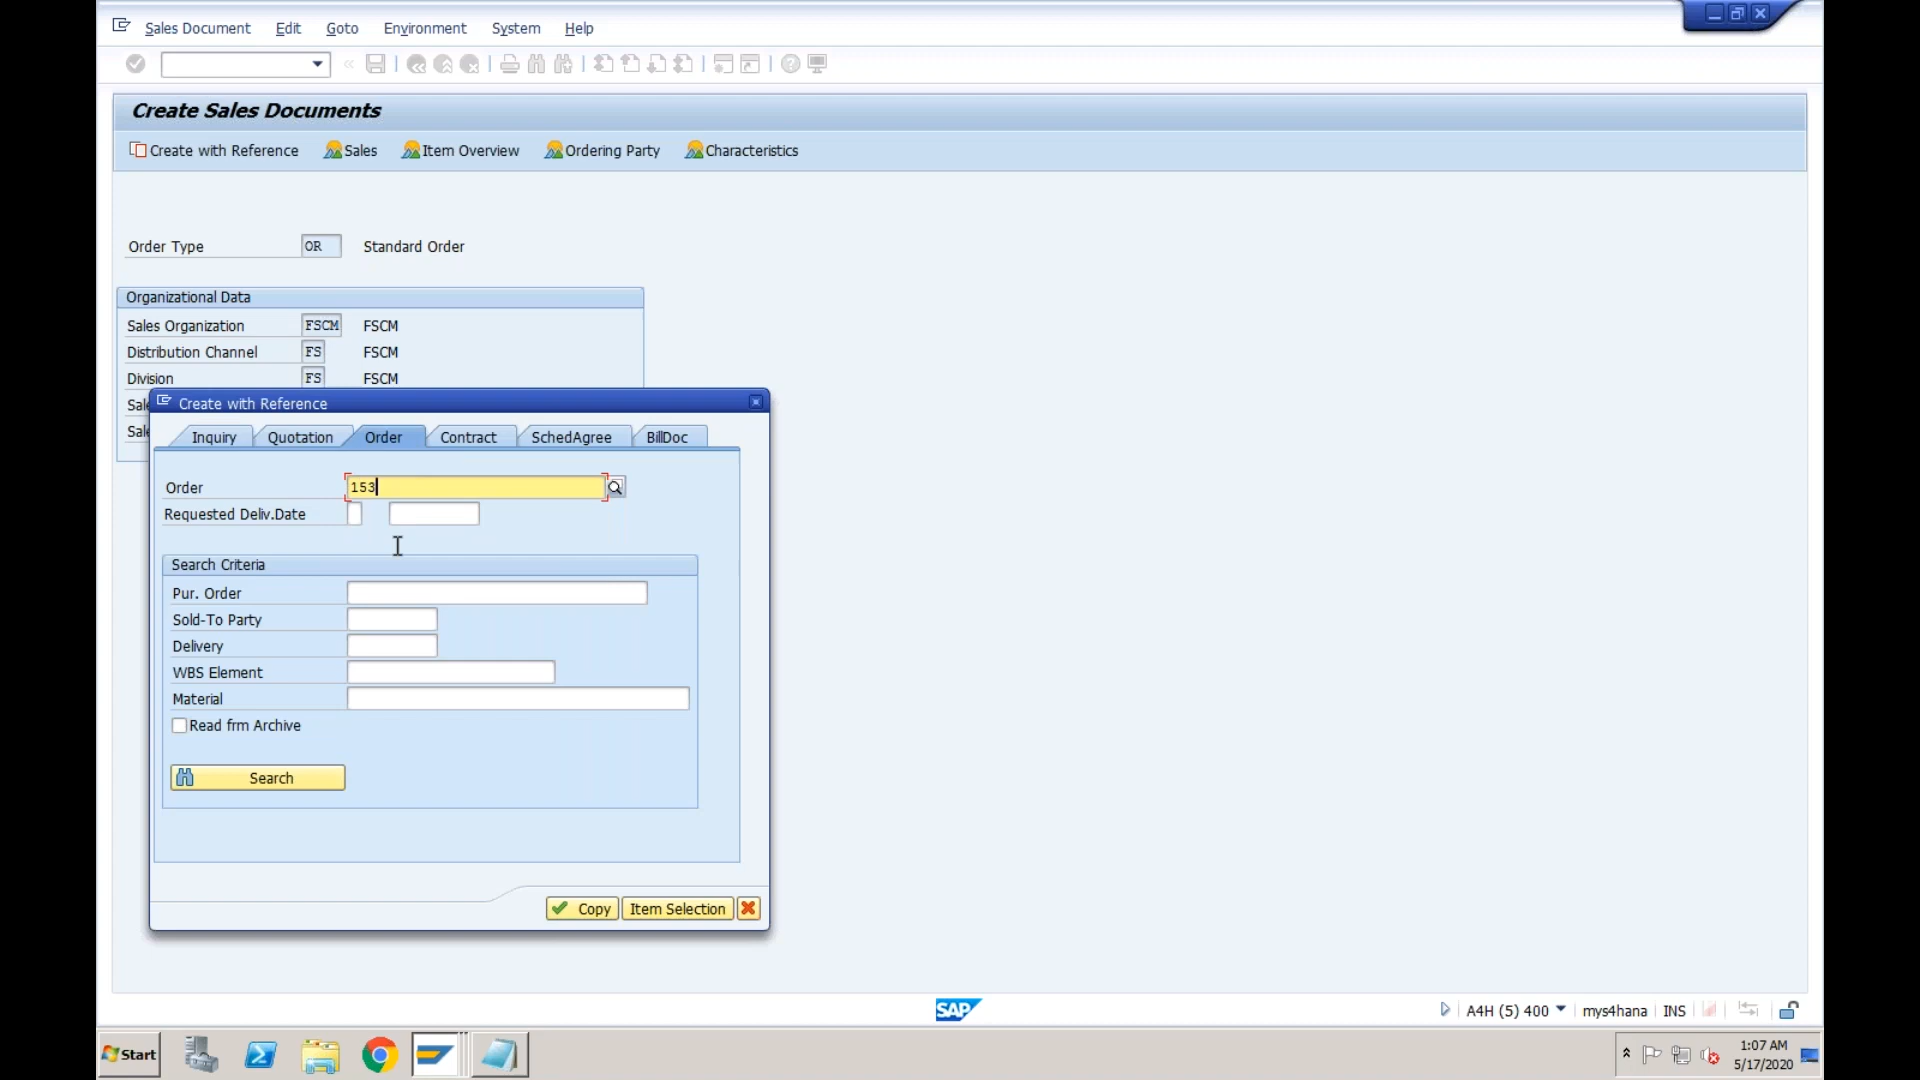 Sales Document Edit Goto Environment System Help
Create Sales Documents
Create with Reference Sales Item Overview Ordering Party Characteristics
Order Type OR Standard Order
Organizational Data
Sales Organization FSCM FSCM
Distribution Channel FS FSCM
Division FS FSCM
Sale
Sale
Create with Reference
Inquiry Quotation Order Contract SchedAgree BillDoc
Order 153
Requested Deliv.Date
Search Criteria
Pur. Order
Sold-To Party
Delivery
WBS Element
Material
Read frm Archive
Search
Copy Item Selection
SAP A4H (5) 400 mys4hana INS
Start 1:07 AM
5/17/2020